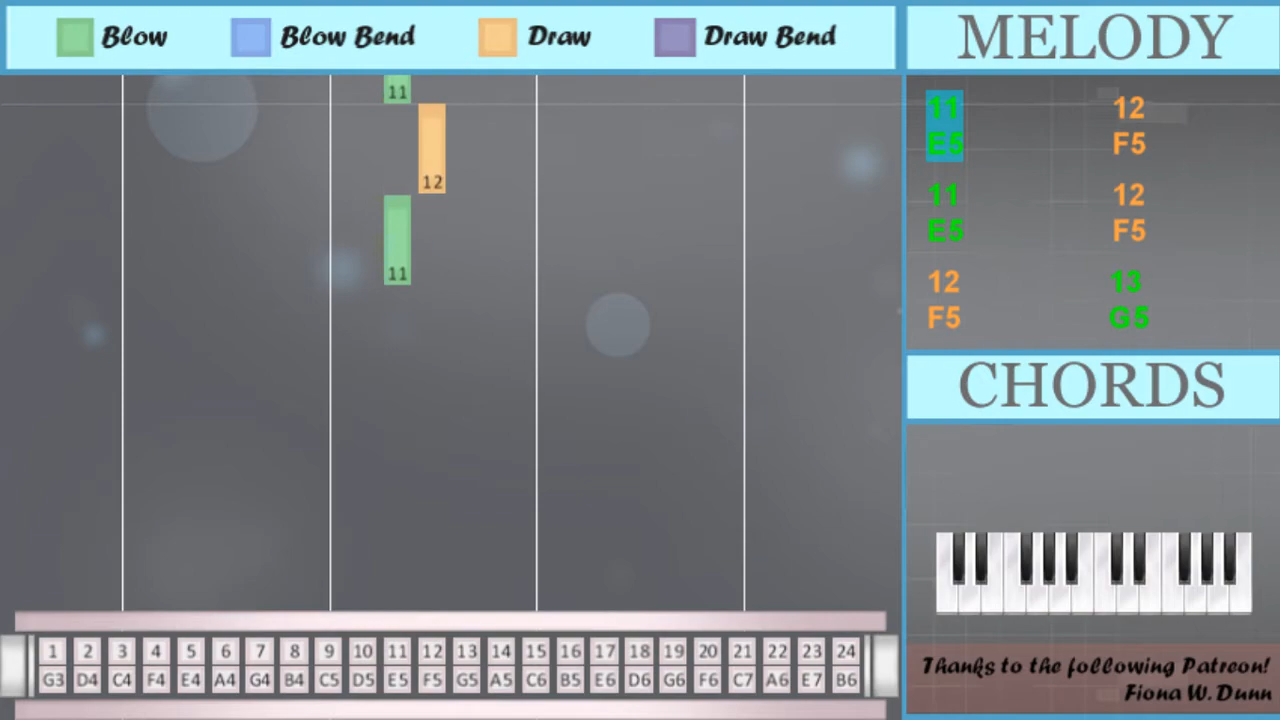 Blow Blow Bend Draw Draw Bend
MELODY
11
12
11
11 12
E5 F5
11 12
E5 F5
12 13
F5 G5
CHORDS
1 2 3 4 5 6 7 8 9 10 11 12 13 14 15 16 17 18 19 20 21 22 23 24
G3 D4 C4 F4 E4 A4 G4 B4 C5 D5 E5 F5 G5 A5 C6 B5 E6 D6 G6 F6 C7 A6 E7 B6
Thanks to the following Patreon!
Fiona W. Dunn